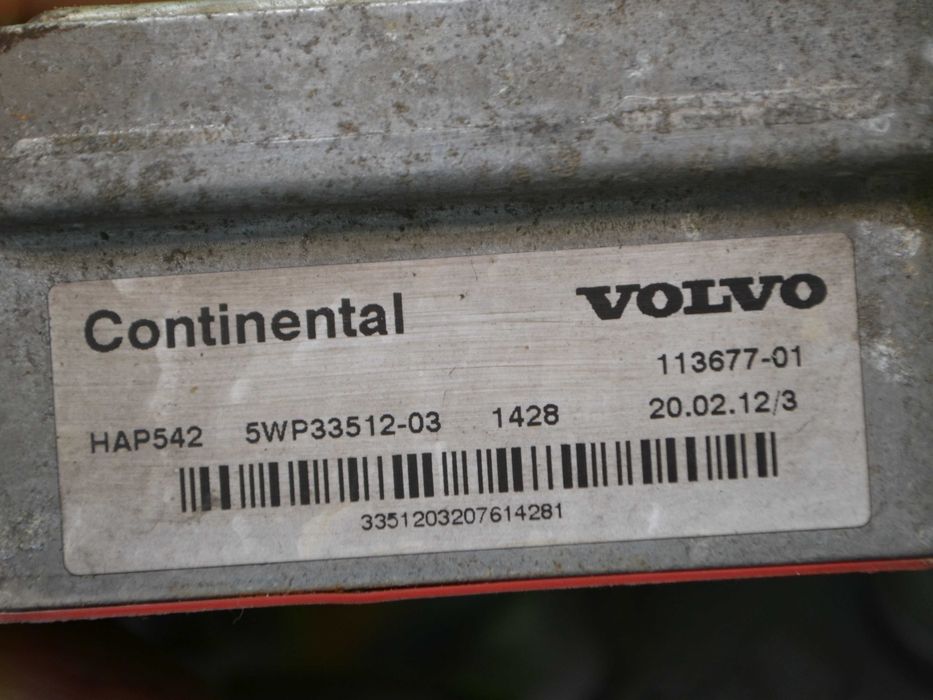 Continental VOLVO
113677-01
HAP542 5WP33512-03 1428 20.02.12/3
3351203207614281